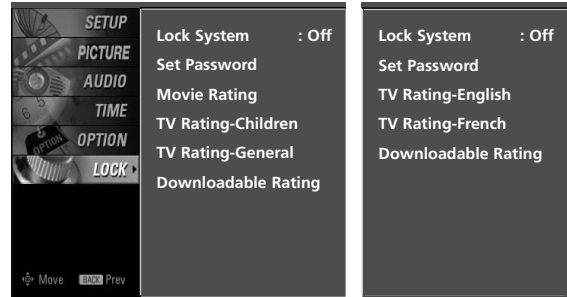 SETUP
PICTURE
AUDIO
TIME
OPTION
LOCK
Move BACK Prev
Lock System : Off
Set Password
Movie Rating
TV Rating-Children
TV Rating-General
Downloadable Rating
Lock System : Off
Set Password
TV Rating-English
TV Rating-French
Downloadable Rating